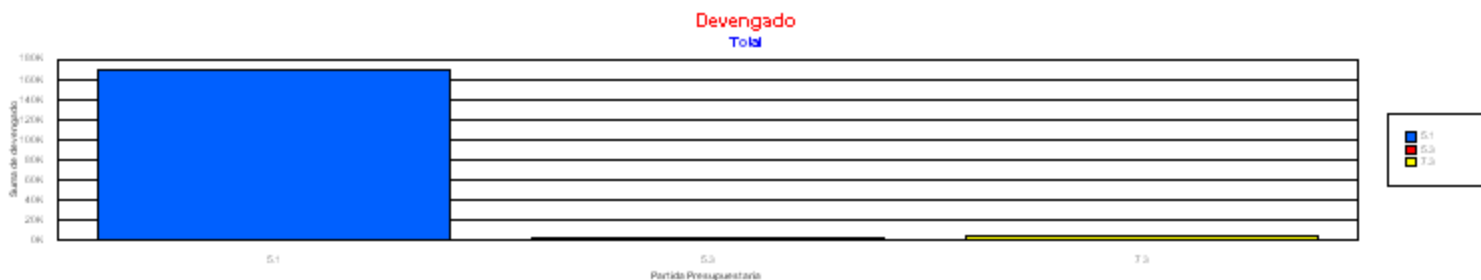 Devengado
Total
180K
160K
140K
120K
100K
80K
60K
40K
20K
0K
Suma de devengado
5.1
5.3
7.3
Partida Presupuestaria
5.1
5.3
7.3